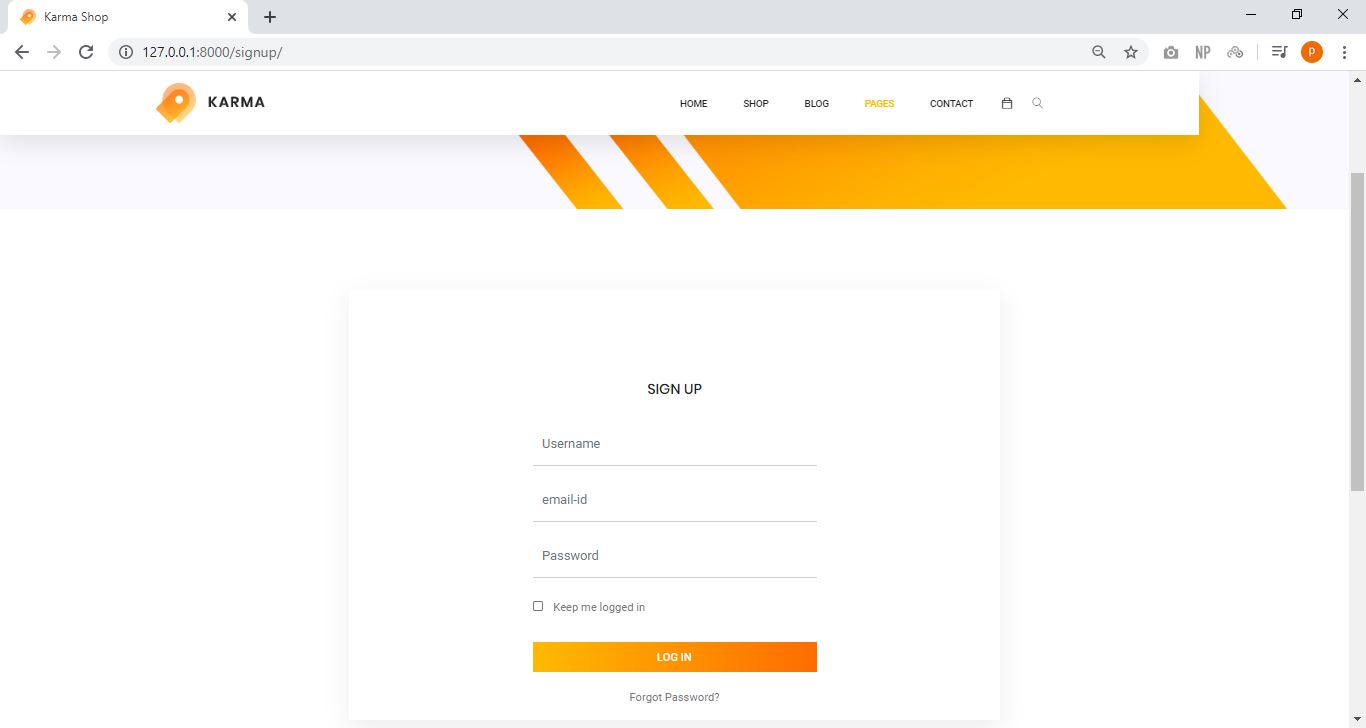 Karma Shop
127.0.0.1:8000/signup/
NP
P
KARMA
HOME SHOP BLOG PAGES CONTACT
SIGN UP
Username
email-id
Password
Keep me logged in
LOG IN
Forgot Password?